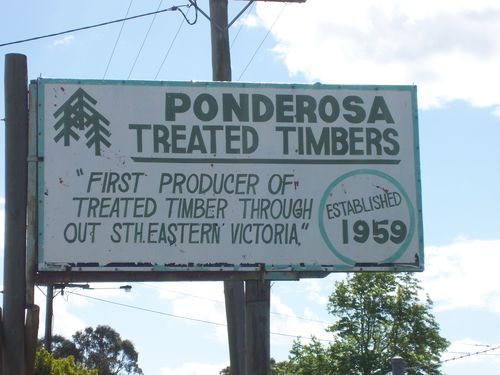 PONDEROSA
TREATED TIMBERS
"FIRST PRODUCER OF
TREATED TIMBER THROUGH
OUT STH.EASTERN VICTORIA,"
ESTABLISHED
1959